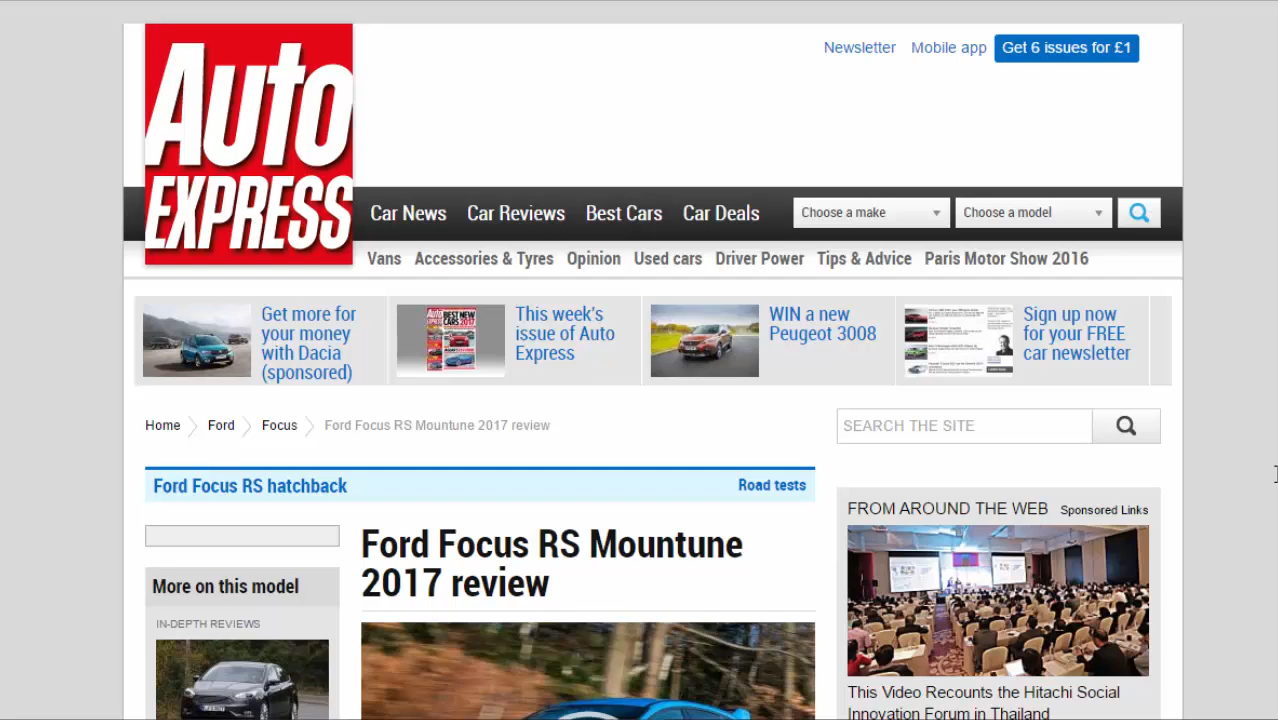 Auto
EXPRESS
Newsletter Mobile app Get 6 issues for £1
Car News Car Reviews Best Cars Car Deals Choose a make Choose a model
Vans Accessories & Tyres Opinion Used cars Driver Power Tips & Advice Paris Motor Show 2016
Get more for
your money
with Dacia
(sponsored)
This week's
issue of Auto
Express
WIN a new
Peugeot 3008
Sign up now
for your FREE
car newsletter
Home Ford Focus Ford Focus RS Mountune 2017 review
SEARCH THE SITE
Ford Focus RS hatchback Road tests
Ford Focus RS Mountune
2017 review
More on this model
IN-DEPTH REVIEWS
FROM AROUND THE WEB Sponsored Links
This Video Recounts the Hitachi Social
Innovation Forum in Thailand